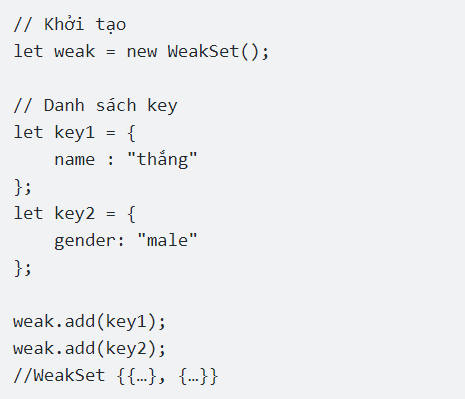 // Khởi tạo
let weak = new WeakSet();
// Danh sách key
let key1 = {
name : "thắng"
};
let key2 = {
gender: "male"
};
weak.add(key1);
weak.add(key2);
//WeakSet {{…}, {…}}